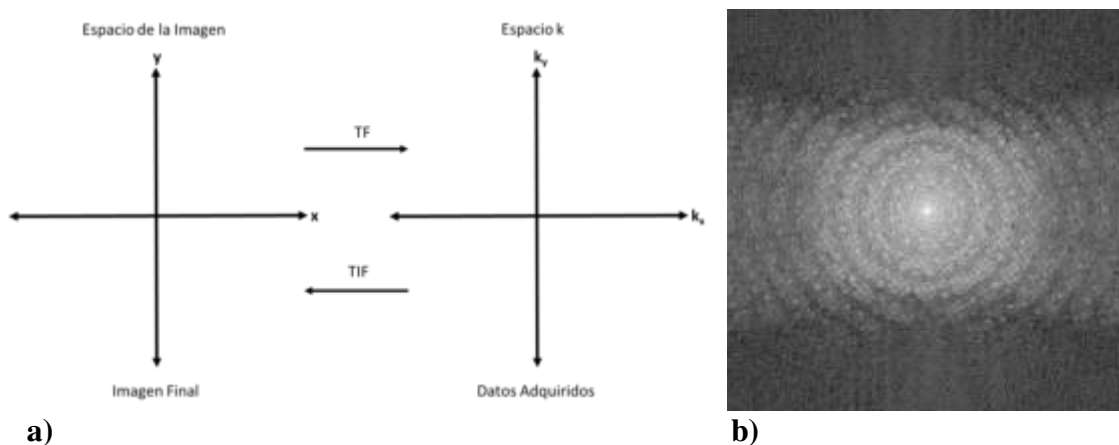 Espacio de la Imagen
Espacio k
y
k_y
TF
x
k_x
TIF
Imagen Final
Datos Adquiridos
a)
b)